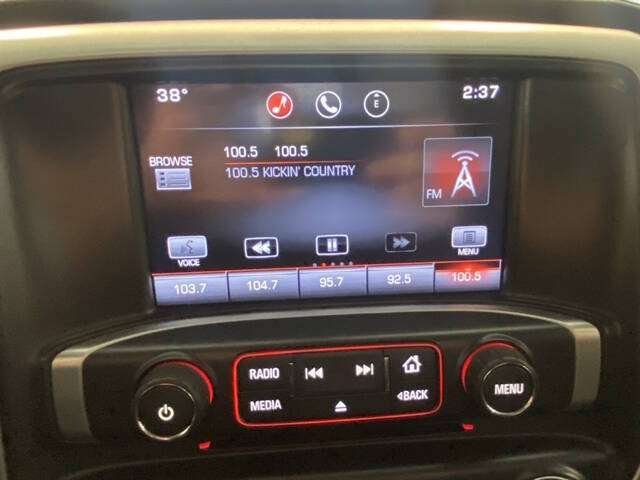 38° E 2:37
100.5 100.5
BROWSE 100.5 KICKIN' COUNTRY
FM
VOICE MENU
103.7 104.7 95.7 92.5 100.5
RADIO
MEDIA BACK
MENU